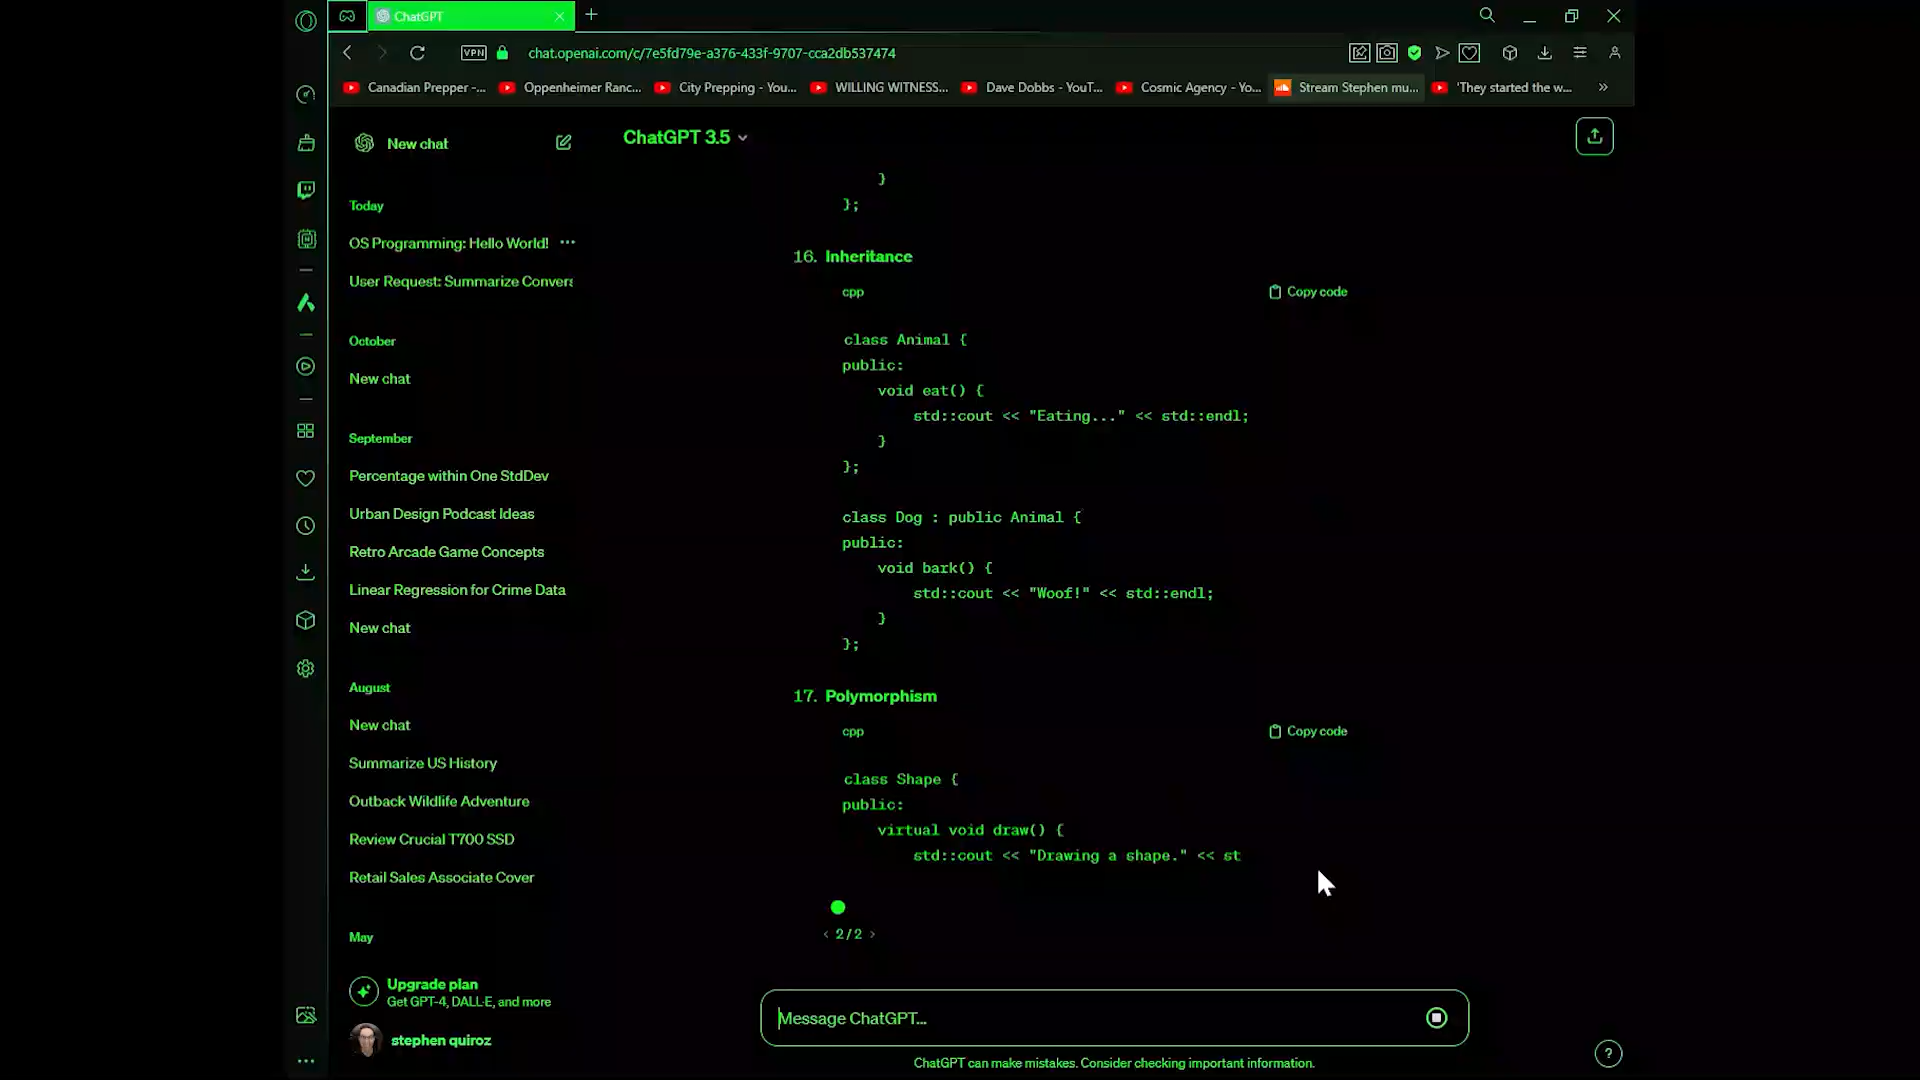 ChatGPT
VPN
chat.openai.com/c/7e5fd79e-a376-433f-9707-cca2db537474
Canadian Prepper -...
Oppenheimer Ranc...
City Prepping - You...
WILLING WITNESS...
Dave Dobbs - YouT...
Cosmic Agency - Yo...
Stream Stephen mu...
'They started the w...
New chat
ChatGPT 3.5
Today
OS Programming: Hello World!
User Request: Summarize Convers
October
New chat
September
Percentage within One StdDev
Urban Design Podcast Ideas
Retro Arcade Game Concepts
Linear Regression for Crime Data
New chat
August
New chat
Summarize US History
Outback Wildlife Adventure
Review Crucial T700 SSD
Retail Sales Associate Cover
May
Upgrade plan
Get GPT-4, DALL·E, and more
stephen quiroz
}
};
16. Inheritance
cpp
Copy code
class Animal {
public:
void eat() {
std::cout << "Eating..." << std::endl;
}
};
class Dog : public Animal {
public:
void bark() {
std::cout << "Woof!" << std::endl;
}
};
17. Polymorphism
cpp
Copy code
class Shape {
public:
virtual void draw() {
std::cout << "Drawing a shape." << st
< 2/2 >
Message ChatGPT...
ChatGPT can make mistakes. Consider checking important information.
?